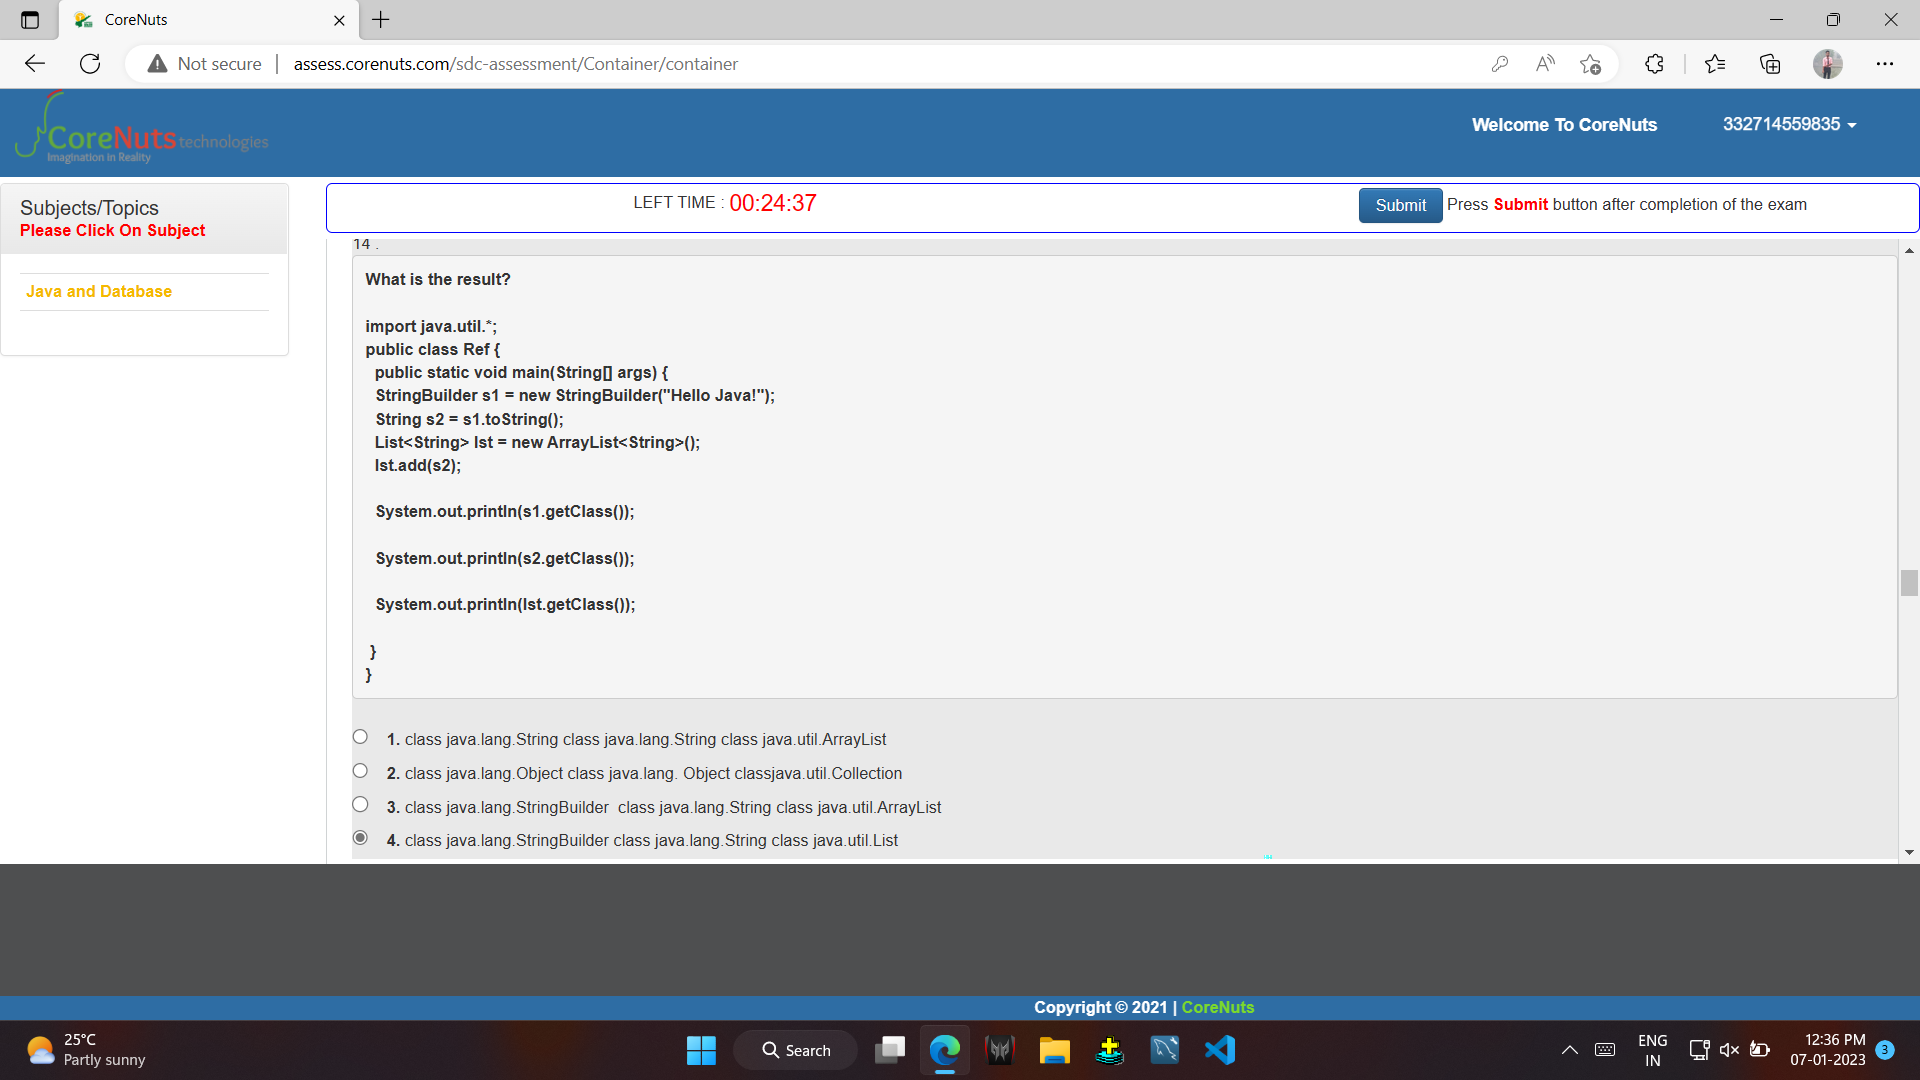 CoreNuts
Not secure
assess.corenuts.com/sdc-assessment/Container/container
CoreNuts technologies
Imagination in Reality
Welcome To CoreNuts
332714559835
Subjects/Topics
Please Click On Subject
Java and Database
LEFT TIME : 00:24:37
Submit Press Submit button after completion of the exam
14 .
What is the result?
import java.util.*;
public class Ref {
public static void main(String[] args) {
StringBuilder s1 = new StringBuilder("Hello Java!");
String s2 = s1.toString();
List<String> lst = new ArrayList<String>();
lst.add(s2);
System.out.println(s1.getClass());
System.out.println(s2.getClass());
System.out.println(lst.getClass());
}
}
1. class java.lang.String class java.lang.String class java.util.ArrayList
2. class java.lang.Object class java.lang. Object classjava.util.Collection
3. class java.lang.StringBuilder  class java.lang.String class java.util.ArrayList
4. class java.lang.StringBuilder class java.lang.String class java.util.List
Copyright © 2021 | CoreNuts
25°C
Partly sunny
Search
ENG
IN
12:36 PM
07-01-2023
3